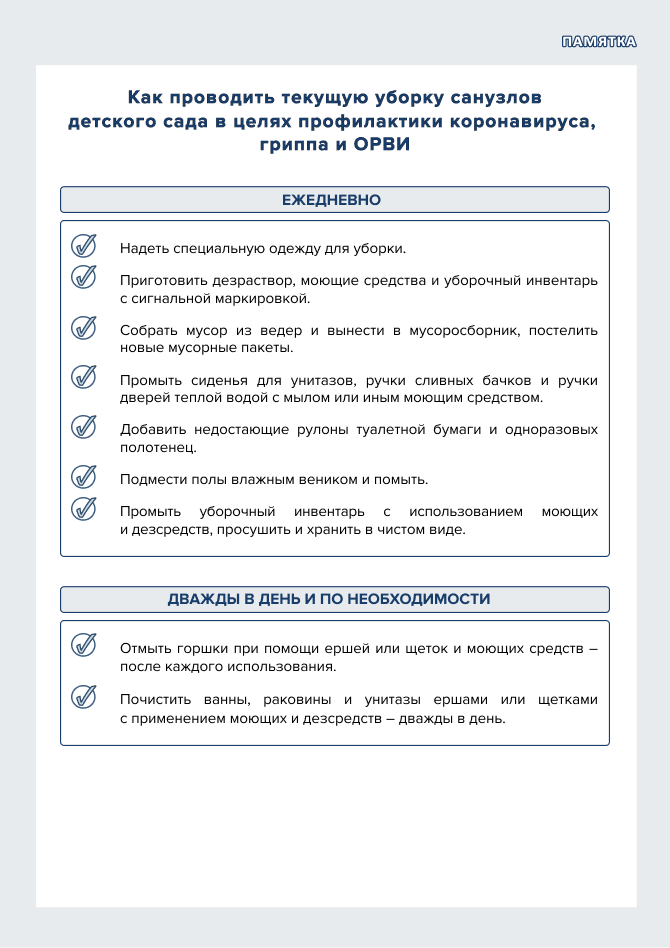 ПАМЯТКА
Как проводить текущую уборку санузлов
детского сада в целях профилактики коронавируса,
гриппа и ОРВИ
ЕЖЕДНЕВНО
Надеть специальную одежду для уборки.
Приготовить дезраствор, моющие средства и уборочный инвентарь
с сигнальной маркировкой.
Собрать мусор из ведер и вынести в мусоросборник, постелить
новые мусорные пакеты.
Промыть сиденья для унитазов, ручки сливных бачков и ручки
дверей теплой водой с мылом или иным моющим средством.
Добавить недостающие рулоны туалетной бумаги и одноразовых
полотенец.
Подмести полы влажным веником и помыть.
Промыть уборочный инвентарь с использованием моющих
и дезсредств, просушить и хранить в чистом виде.
ДВАЖДЫ В ДЕНЬ И ПО НЕОБХОДИМОСТИ
Отмыть горшки при помощи ершей или щеток и моющих средств –
после каждого использования.
Почистить ванны, раковины и унитазы ершами или щетками
с применением моющих и дезсредств – дважды в день.